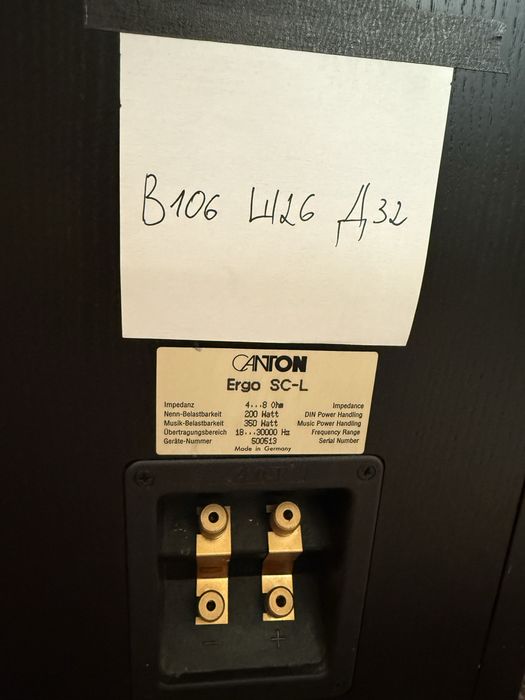 В106 Ш26 Д32
CANTON
Ergo SC-L
Impedanz 4...8 Ohm Impedance
Nenn-Belastbarkeit 200 Watt DIN Power Handling
Musik-Belastbarkeit 350 Watt Music Power Handling
Übertragungsbereich 18...30000 Hz Frequency Range
Geräte-Nummer 500513 Serial Number
Made in Germany
CANTON
- +